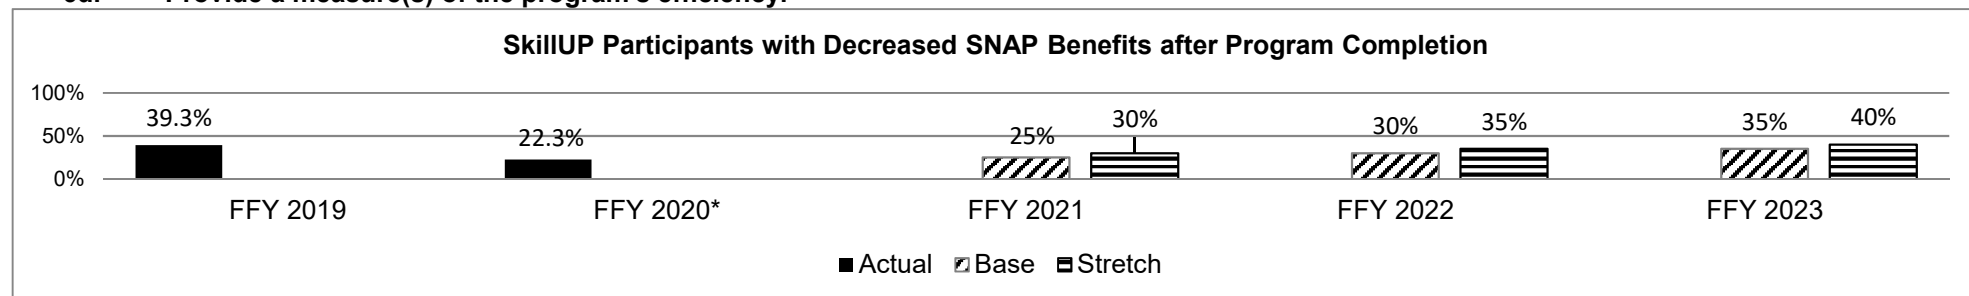 SkillUP Participants with Decreased SNAP Benefits after Program Completion
100%
50%
0%
39.3%
22.3%
25%
30%
30%
35%
35%
40%
FFY 2019
FFY 2020*
FFY 2021
FFY 2022
FFY 2023
Actual Base Stretch